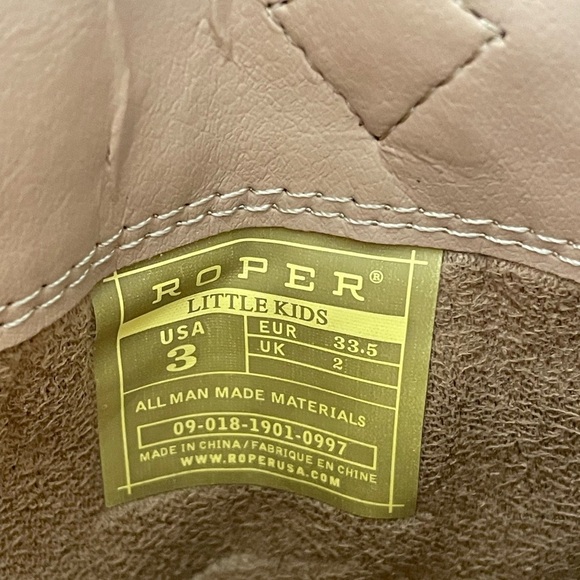 ROPER®
LITTLE KIDS
USA 3
EUR 33.5
UK 2
ALL MAN MADE MATERIALS
09-018-1901-0997
MADE IN CHINA/FABRIQUE EN CHINE
WWW.ROPERUSA.COM